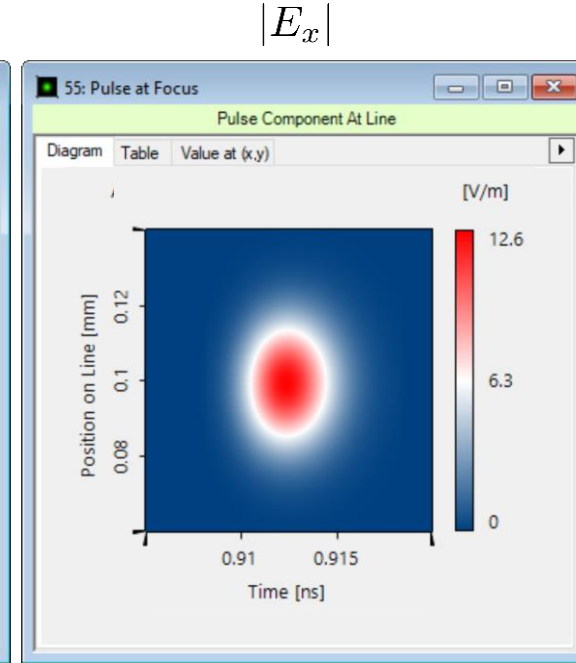 |E_x|
55: Pulse at Focus
Pulse Component At Line
Diagram Table Value at (x,y)
[V/m]
12.6
6.3
0
Position on Line [mm]
0.12
0.1
0.08
0.91 0.915
Time [ns]